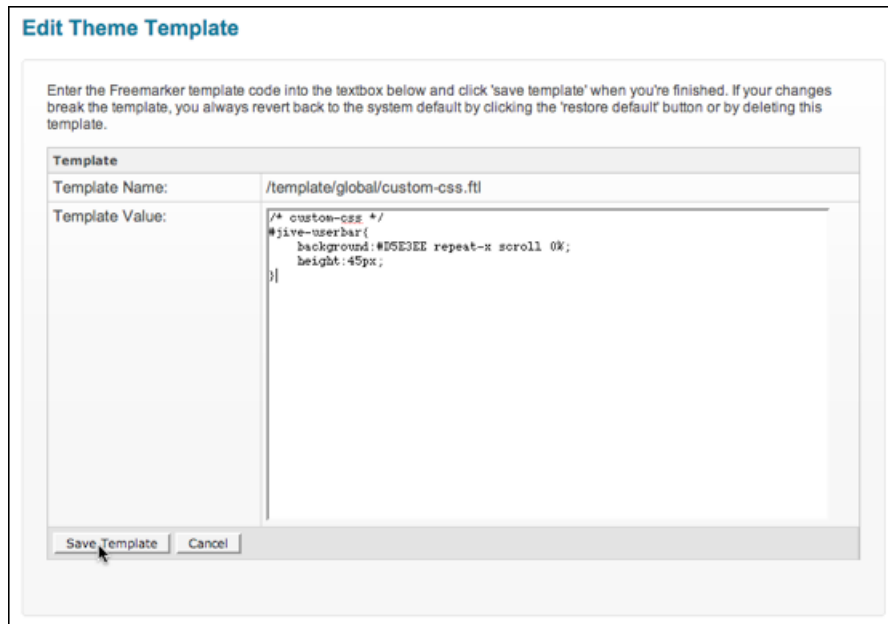 Edit Theme Template
Enter the Freemarker template code into the textbox below and click 'save template' when you're finished. If your changes
break the template, you always revert back to the system default by clicking the 'restore default' button or by deleting this
template.
Template
Template Name: /template/global/custom-css.ftl
Template Value:
/* custom-css */
#jive-userbar{
    background:#D5E3EE repeat-x scroll 0%;
    height:45px;
}
Save Template Cancel